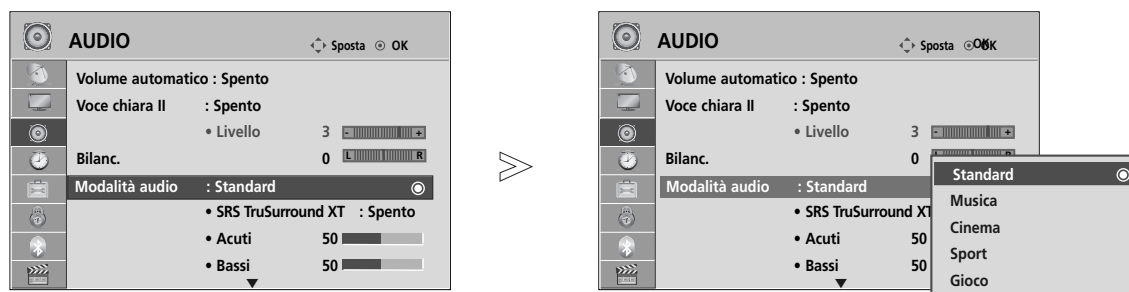 AUDIO
Sposta OK
Volume automatico : Spento
Voce chiara II : Spento
• Livello 3 - +
Bilanc. 0 L R
Modalità audio : Standard
• SRS TruSurround XT : Spento
• Acuti 50
• Bassi 50
>
AUDIO
Sposta OK
Volume automatico : Spento
Voce chiara II : Spento
• Livello 3 - +
Bilanc. 0
Modalità audio : Standard
• SRS TruSurround XT
• Acuti 50
• Bassi 50
Standard
Musica
Cinema
Sport
Gioco